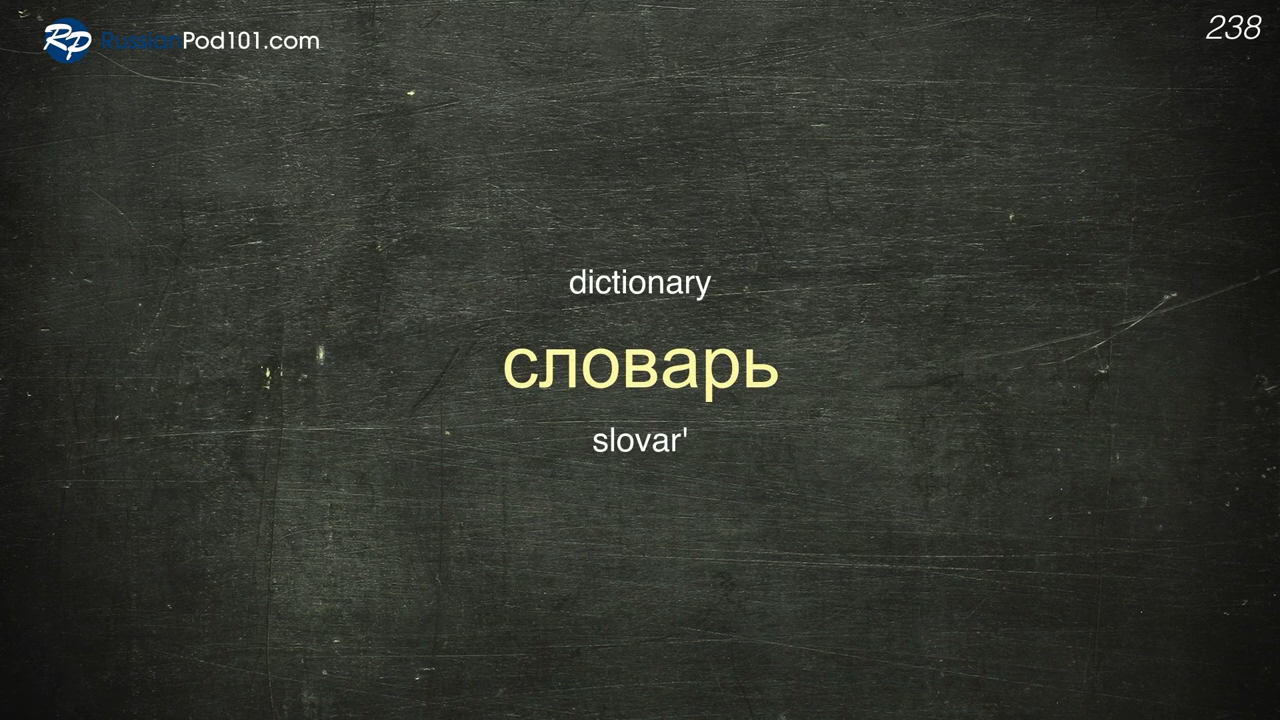 RussianPod101.com
238
dictionary
словарь
slovar'